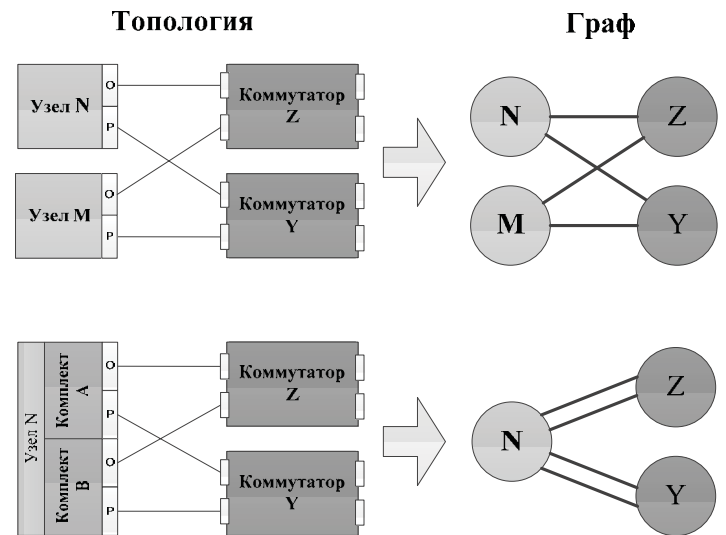 Топология
Граф
Узел N
О
Р
Коммутатор
Z
Узел М
О
Р
Коммутатор
Y
N
Z
М
Y
Узел N
Комплект
А
О
Р
Комплект
В
О
Р
Коммутатор
Z
Коммутатор
Y
N
Z
Y